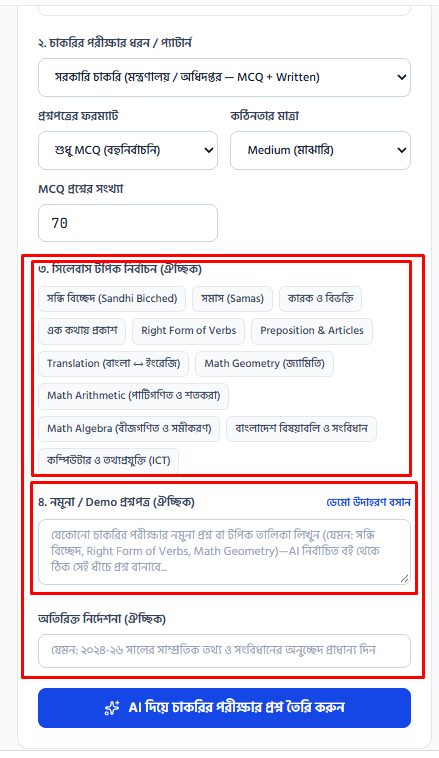 ২. চাকরির পরীক্ষার ধরন / প্যাটার্ন
সরকারি চাকরি (মন্ত্রণালয় / অধিদপ্তর — MCQ + Written)
প্রশ্নপত্রের ফরম্যাট
কঠিনতার মাত্রা
শুধু MCQ (বহুনির্বাচনি)
Medium (মাঝারি)
MCQ প্রশ্নের সংখ্যা
70
৩. সিলেবাস টপিক নির্বাচন (ঐচ্ছিক)
সন্ধি বিচ্ছেদ (Sandhi Bicched)
সমাস (Samas)
কারক ও বিভক্তি
এক কথায় প্রকাশ
Right Form of Verbs
Preposition & Articles
Translation (বাংলা ↔ ইংরেজি)
Math Geometry (জ্যামিতি)
Math Arithmetic (পাটিগণিত ও শতকরা)
Math Algebra (বীজগণিত ও সমীকরণ)
বাংলাদেশ বিষয়াবলি ও সংবিধান
কম্পিউটার ও তথ্যপ্রযুক্তি (ICT)
৪. নমুনা / Demo প্রশ্নপত্র (ঐচ্ছিক)
ডেমো উদাহরণ বসান
যেকোনো চাকরির পরীক্ষার নমুনা প্রশ্ন বা টপিক তালিকা লিখুন (যেমন: সন্ধি
বিচ্ছেদ, Right Form of Verbs, Math Geometry)—AI নির্বাচিত বই থেকে
ঠিক সেই ধাঁচে প্রশ্ন বানাবে...
অতিরিক্ত নির্দেশনা (ঐচ্ছিক)
যেমন: ২০২৪-২৬ সালের সাম্প্রতিক তথ্য ও সংবিধানের অনুচ্ছেদ প্রাধান্য দিন
AI দিয়ে চাকরির পরীক্ষার প্রশ্ন তৈরি করুন